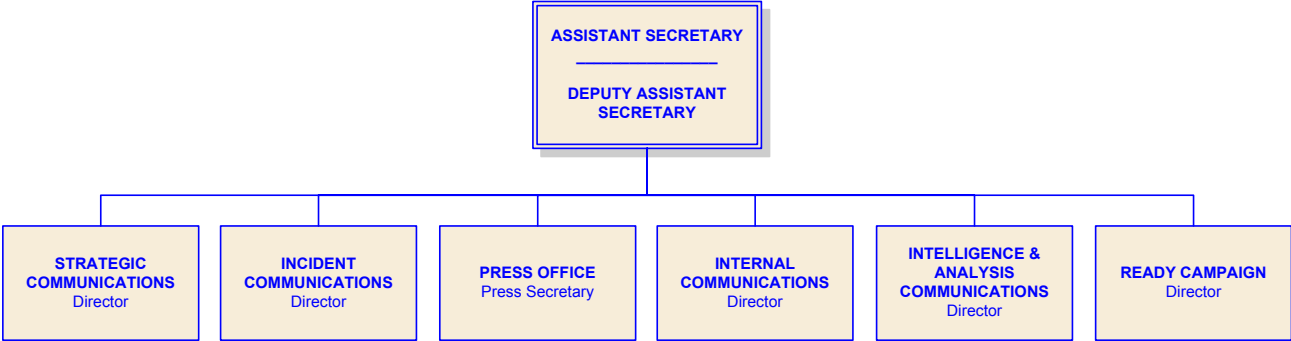 ASSISTANT SECRETARY
________________
DEPUTY ASSISTANT
SECRETARY
STRATEGIC
COMMUNICATIONS
Director
INCIDENT
COMMUNICATIONS
Director
PRESS OFFICE
Press Secretary
INTERNAL
COMMUNICATIONS
Director
INTELLIGENCE &
ANALYSIS
COMMUNICATIONS
Director
READY CAMPAIGN
Director